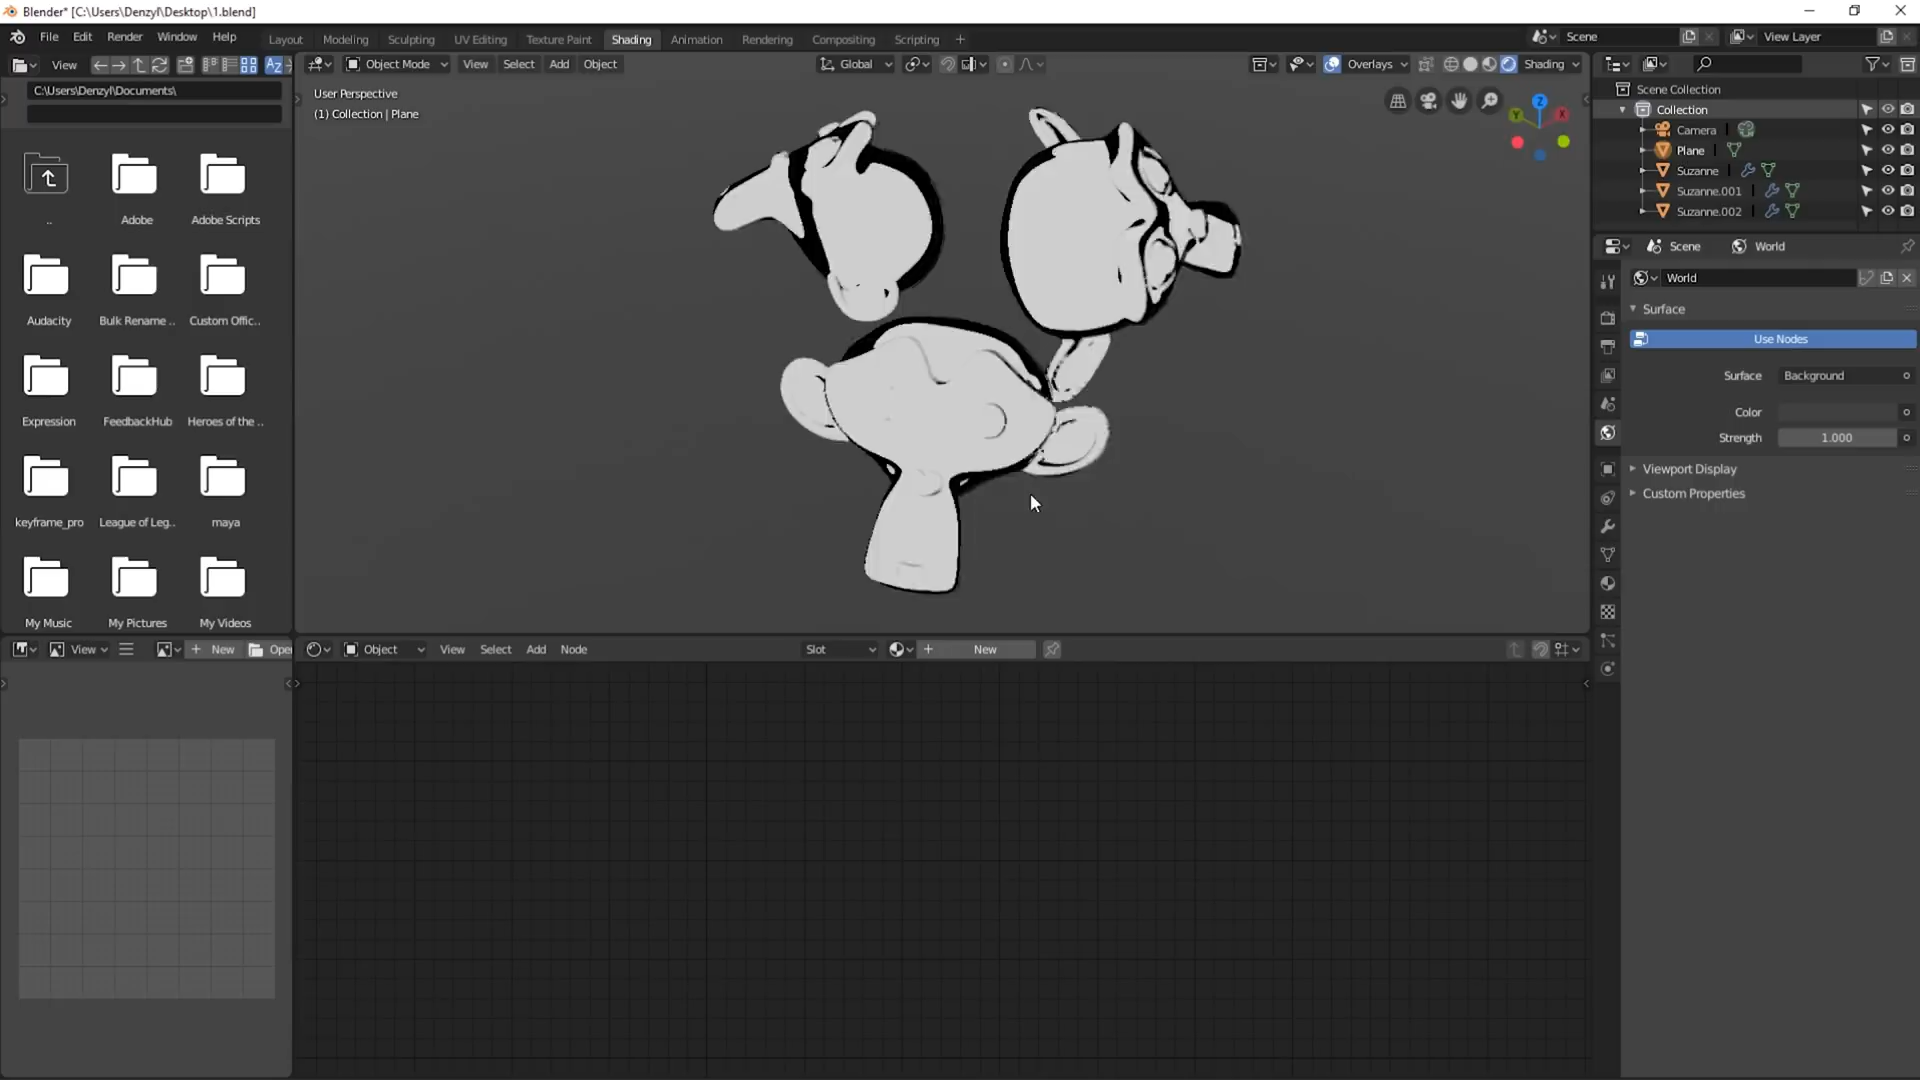 Blender* [C:\Users\Denzyl\Desktop\1.blend]
File Edit Render Window Help
Layout Modeling Sculpting UV Editing Texture Paint Shading Animation Rendering Compositing Scripting +
Scene View Layer
View
Object Mode View Select Add Object
Global
Overlays Shading
C:\Users\Denzyl\Documents\
User Perspective
(1) Collection | Plane
Z
Y
X
Scene Collection
Collection
Camera
Plane
Suzanne
Suzanne.001
Suzanne.002
.. Adobe Adobe Scripts
Audacity Bulk Rename .. Custom Offic..
Expression FeedbackHub Heroes of the ..
keyframe_pro League of Leg.. maya
My Music My Pictures My Videos
Scene World
World
Surface
Use Nodes
Surface Background
Color
Strength 1.000
Viewport Display
Custom Properties
View + New Open
Object View Select Add Node
Slot + New